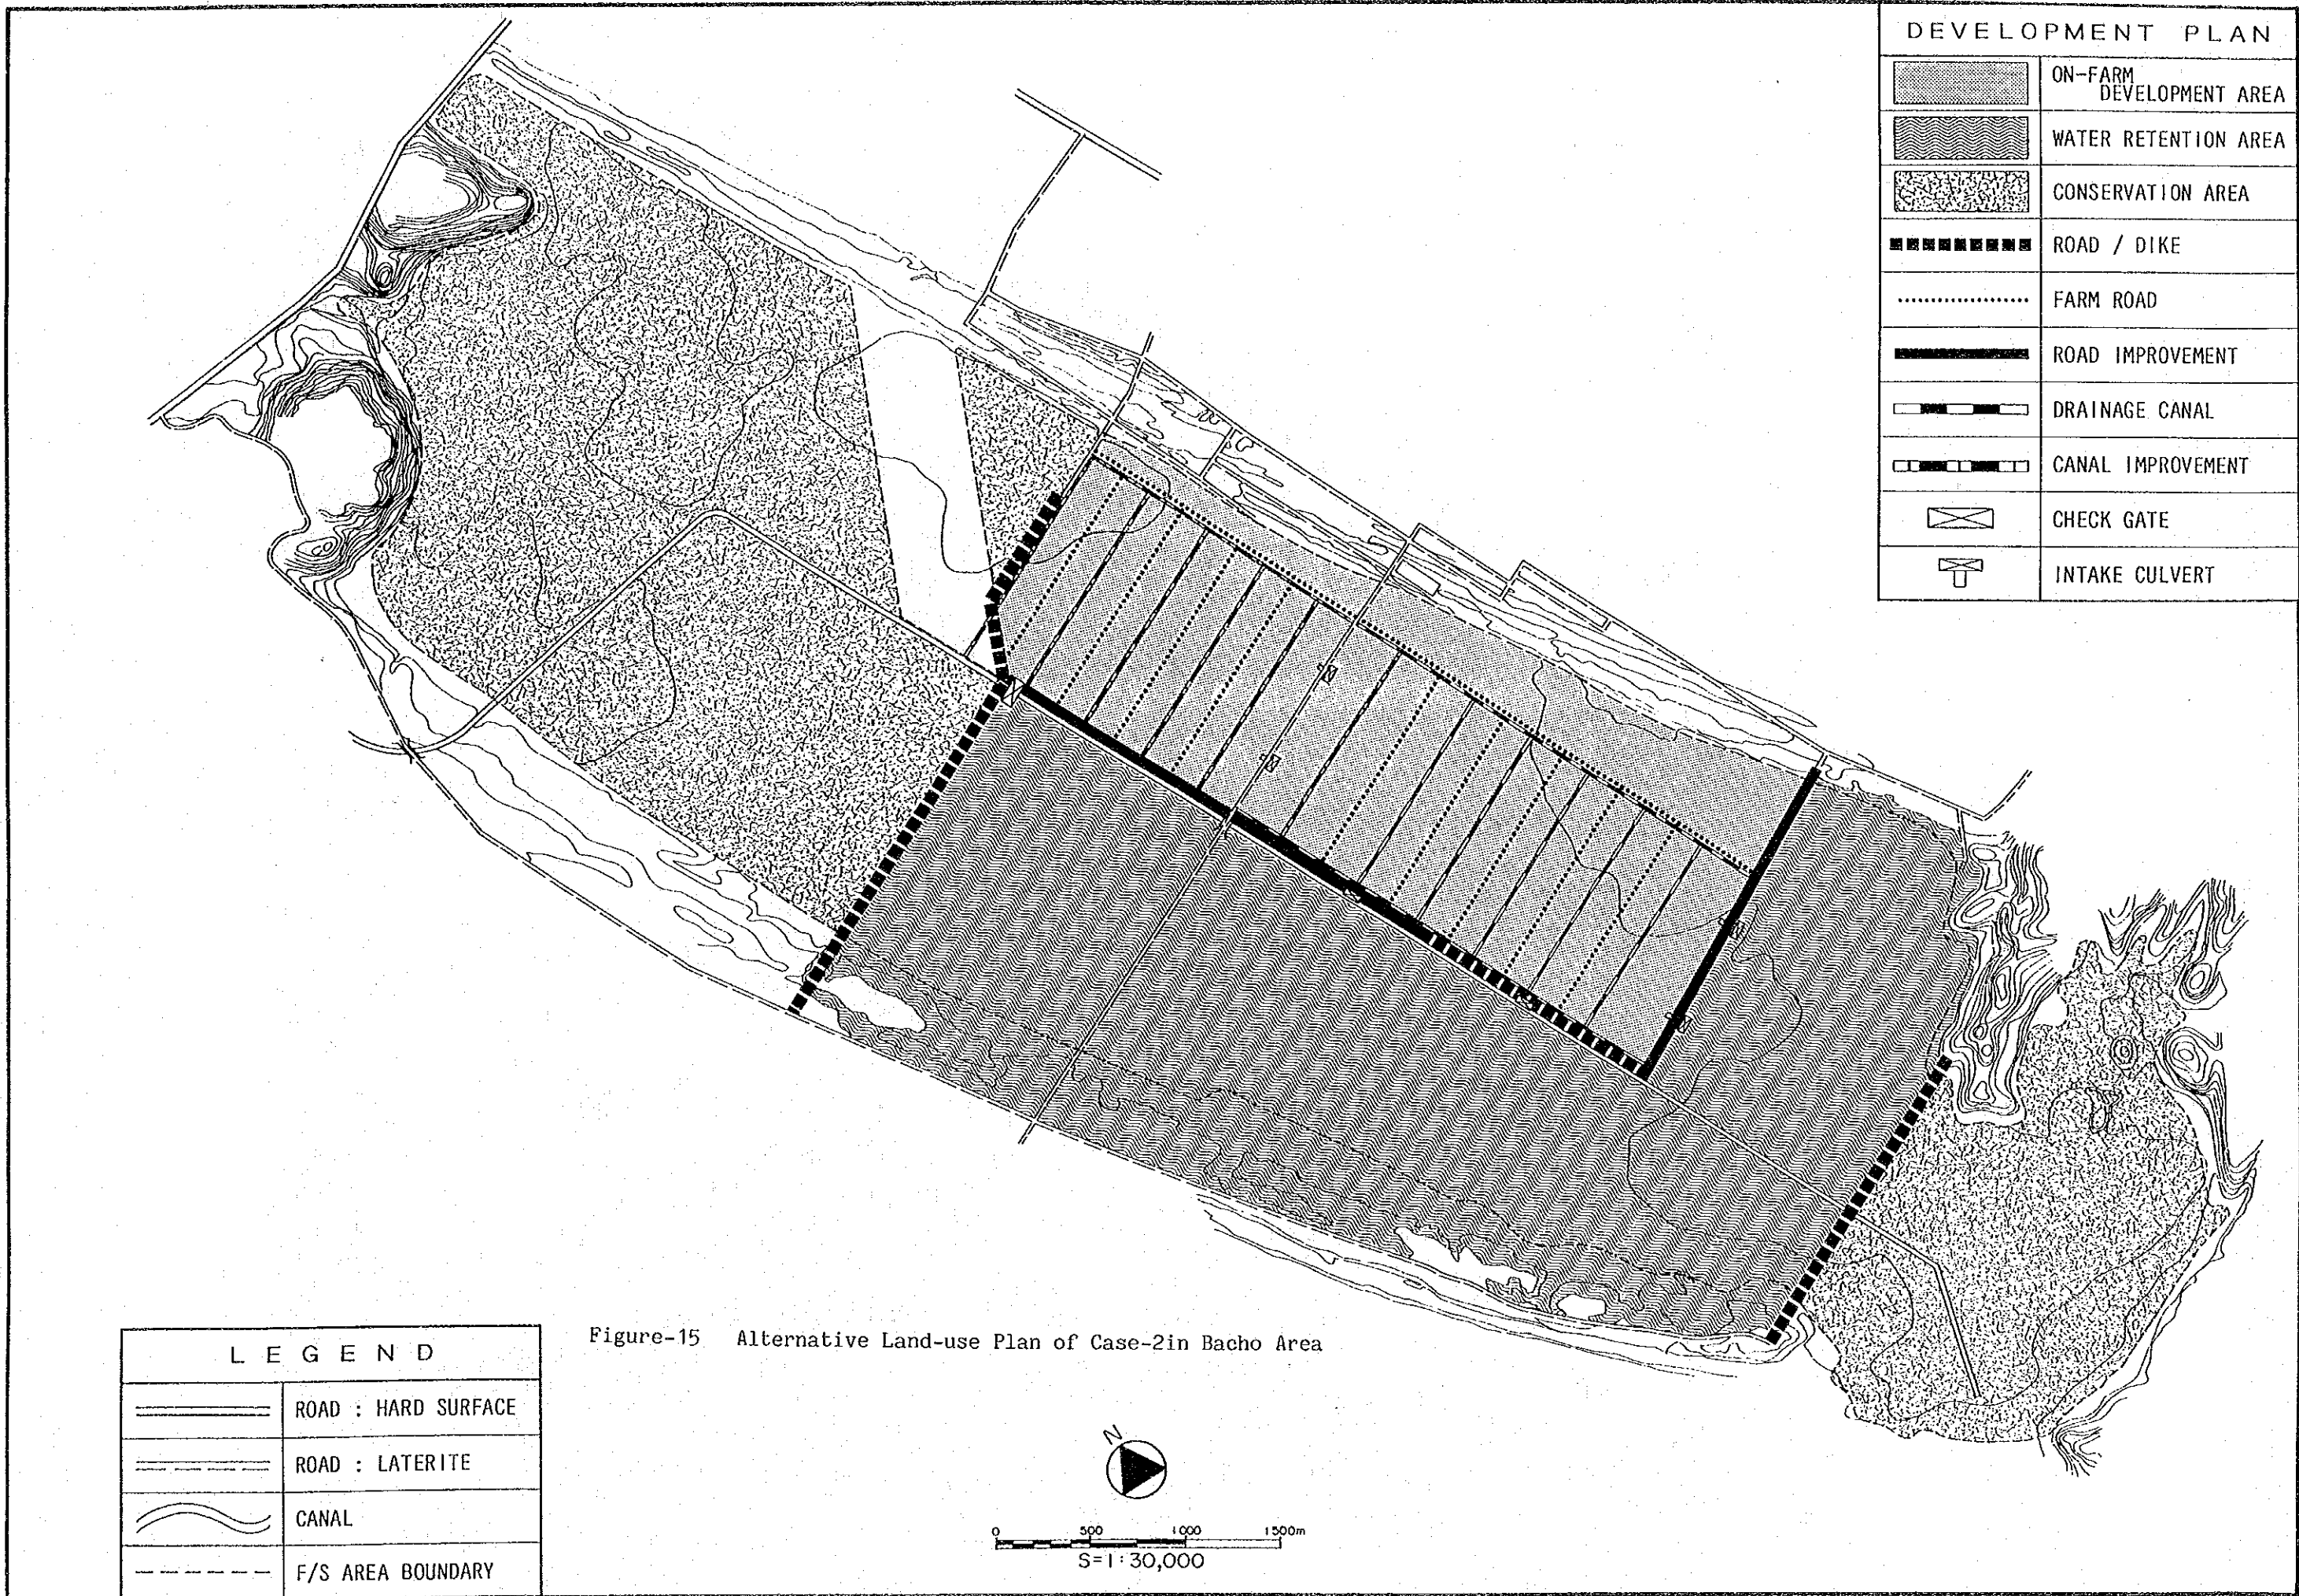 DEVELOPMENT PLAN
ON-FARM
DEVELOPMENT AREA
WATER RETENTION AREA
CONSERVATION AREA
ROAD / DIKE
FARM ROAD
ROAD IMPROVEMENT
DRAINAGE CANAL
CANAL IMPROVEMENT
CHECK GATE
INTAKE CULVERT
Figure-15 Alternative Land-use Plan of Case-2in Bacho Area
LEGEND
ROAD : HARD SURFACE
ROAD : LATERITE
CANAL
F/S AREA BOUNDARY
N
0 500 1000 1500m
S=1:30,000